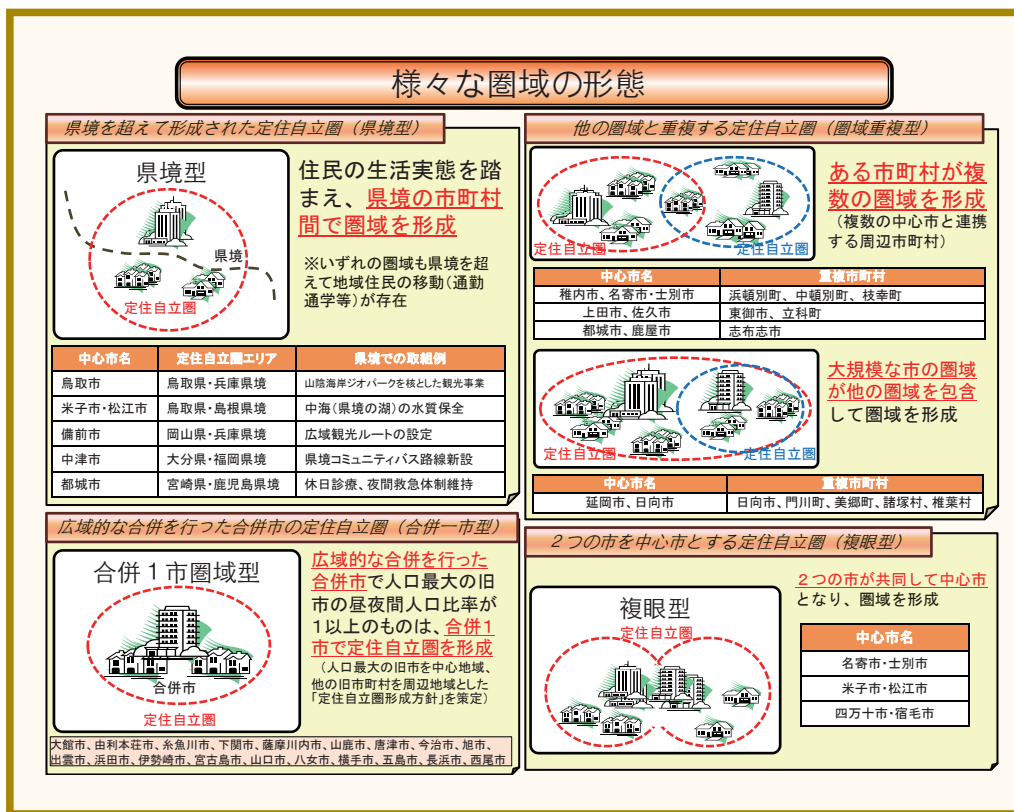 様々な圏域の形態
県境を超えて形成された定住自立圏（県境型）
県境型
県境
定住自立圏
住民の生活実態を踏
まえ、県境の市町村
間で圏域を形成
※いずれの圏域も県境を超
えて地域住民の移動（通勤
通学等）が存在
中心市名 定住自立圏エリア 県境での取組例
鳥取市 鳥取県・兵庫県境 山陰海岸ジオパークを核とした観光事業
米子市・松江市 鳥取県・島根県境 中海（県境の湖）の水質保全
備前市 岡山県・兵庫県境 広域観光ルートの設定
中津市 大分県・福岡県境 県境コミュニティバス路線新設
都城市 宮崎県・鹿児島県境 休日診療、夜間救急体制維持
他の圏域と重複する定住自立圏（圏域重複型）
定住自立圏 定住自立圏
ある市町村が複
数の圏域を形成
（複数の中心市と連携
する周辺市町村）
中心市名 重複市町村
稚内市、名寄市・士別市 浜頓別町、中頓別町、枝幸町
上田市、佐久市 東御市、立科町
都城市、鹿屋市 志布志市
定住自立圏 定住自立圏
大規模な市の圏域
が他の圏域を包含
して圏域を形成
中心市名 重複市町村
延岡市、日向市 日向市、門川町、美郷町、諸塚村、椎葉村
広域的な合併を行った合併市の定住自立圏（合併一市型）
合併１市圏域型
合併市
定住自立圏
広域的な合併を行った
合併市で人口最大の旧
市の昼夜間人口比率が
１以上のものは、合併１
市で定住自立圏を形成
（人口最大の旧市を中心地域、
他の旧市町村を周辺地域とした
「定住自立圏形成方針」を策定）
大館市、由利本荘市、糸魚川市、下関市、薩摩川内市、山鹿市、唐津市、今治市、旭市、
出雲市、浜田市、伊勢崎市、宮古島市、山口市、八女市、横手市、五島市、長浜市、西尾市
２つの市を中心市とする定住自立圏（複眼型）
複眼型
定住自立圏
２つの市が共同して中心市
となり、圏域を形成
中心市名
名寄市・士別市
米子市・松江市
四万十市・宿毛市